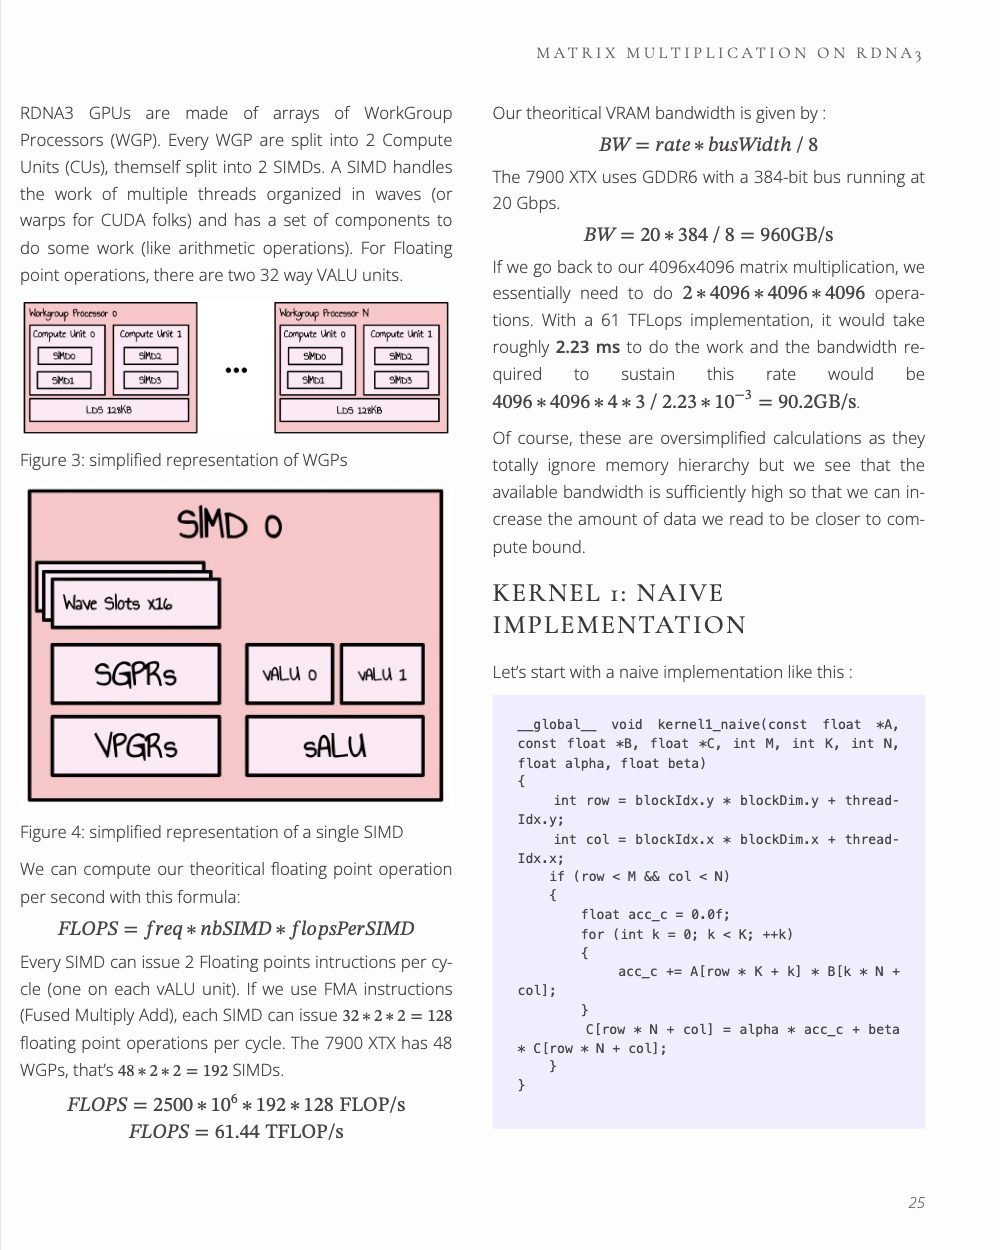 MATRIX MULTIPLICATION ON RDNA3
RDNA3 GPUs are made of arrays of WorkGroup
Processors (WGP). Every WGP are split into 2 Compute
Units (CUs), themself split into 2 SIMDs. A SIMD handles
the work of multiple threads organized in waves (or
warps for CUDA folks) and has a set of components to
do some work (like arithmetic operations). For Floating
point operations, there are two 32 way VALU units.
Workgroup Processor 0
Compute Unit 0
Compute Unit 1
SIMD0
SIMD2
SIMD1
SIMD3
LDS 128KB
...
Workgroup Processor N
Compute Unit 0
Compute Unit 1
SIMD0
SIMD2
SIMD1
SIMD3
LDS 128KB
Figure 3: simplified representation of WGPs
SIMD 0
Wave Slots x16
SGPRs
vALU 0
vALU 1
VPGRs
sALU
Figure 4: simplified representation of a single SIMD
We can compute our theoritical floating point operation
per second with this formula:
FLOPS = freq * nbSIMD * flopsPerSIMD
Every SIMD can issue 2 Floating points intructions per cy-
cle (one on each vALU unit). If we use FMA instructions
(Fused Multiply Add), each SIMD can issue 32 * 2 * 2 = 128
floating point operations per cycle. The 7900 XTX has 48
WGPs, that's 48 * 2 * 2 = 192 SIMDs.
FLOPS = 2500 * 10⁶ * 192 * 128 FLOP/s
FLOPS = 61.44 TFLOP/s
Our theoritical VRAM bandwidth is given by :
BW = rate * busWidth / 8
The 7900 XTX uses GDDR6 with a 384-bit bus running at
20 Gbps.
BW = 20 * 384 / 8 = 960GB/s
If we go back to our 4096x4096 matrix multiplication, we
essentially need to do 2 * 4096 * 4096 * 4096 opera-
tions. With a 61 TFLops implementation, it would take
roughly 2.23 ms to do the work and the bandwidth re-
quired to sustain this rate would be
4096 * 4096 * 4 * 3 / 2.23 * 10⁻³ = 90.2GB/s.
Of course, these are oversimplified calculations as they
totally ignore memory hierarchy but we see that the
available bandwidth is sufficiently high so that we can in-
crease the amount of data we read to be closer to com-
pute bound.
KERNEL 1: NAIVE
IMPLEMENTATION
Let's start with a naive implementation like this :
__global__ void kernel1_naive(const float *A,
const float *B, float *C, int M, int K, int N,
float alpha, float beta)
{
int row = blockIdx.y * blockDim.y + thread-
Idx.y;
int col = blockIdx.x * blockDim.x + thread-
Idx.x;
if (row < M && col < N)
{
float acc_c = 0.0f;
for (int k = 0; k < K; ++k)
{
acc_c += A[row * K + k] * B[k * N +
col];
}
C[row * N + col] = alpha * acc_c + beta
* C[row * N + col];
}
}
25